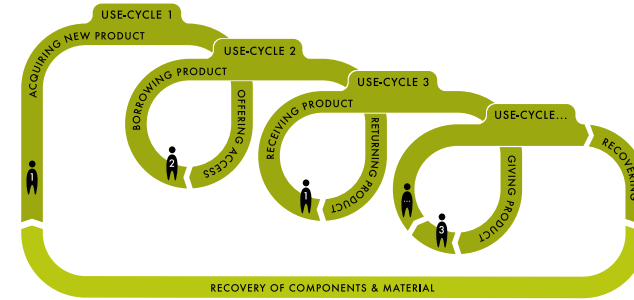 USE-CYCLE 1
ACQUIRING NEW PRODUCT
1
USE-CYCLE 2
BORROWING PRODUCT
OFFERING ACCESS
2
USE-CYCLE 3
RECEIVING PRODUCT
RETURNING PRODUCT
1
USE-CYCLE...
GIVING PRODUCT
...
3
RECOVERING
RECOVERY OF COMPONENTS & MATERIAL